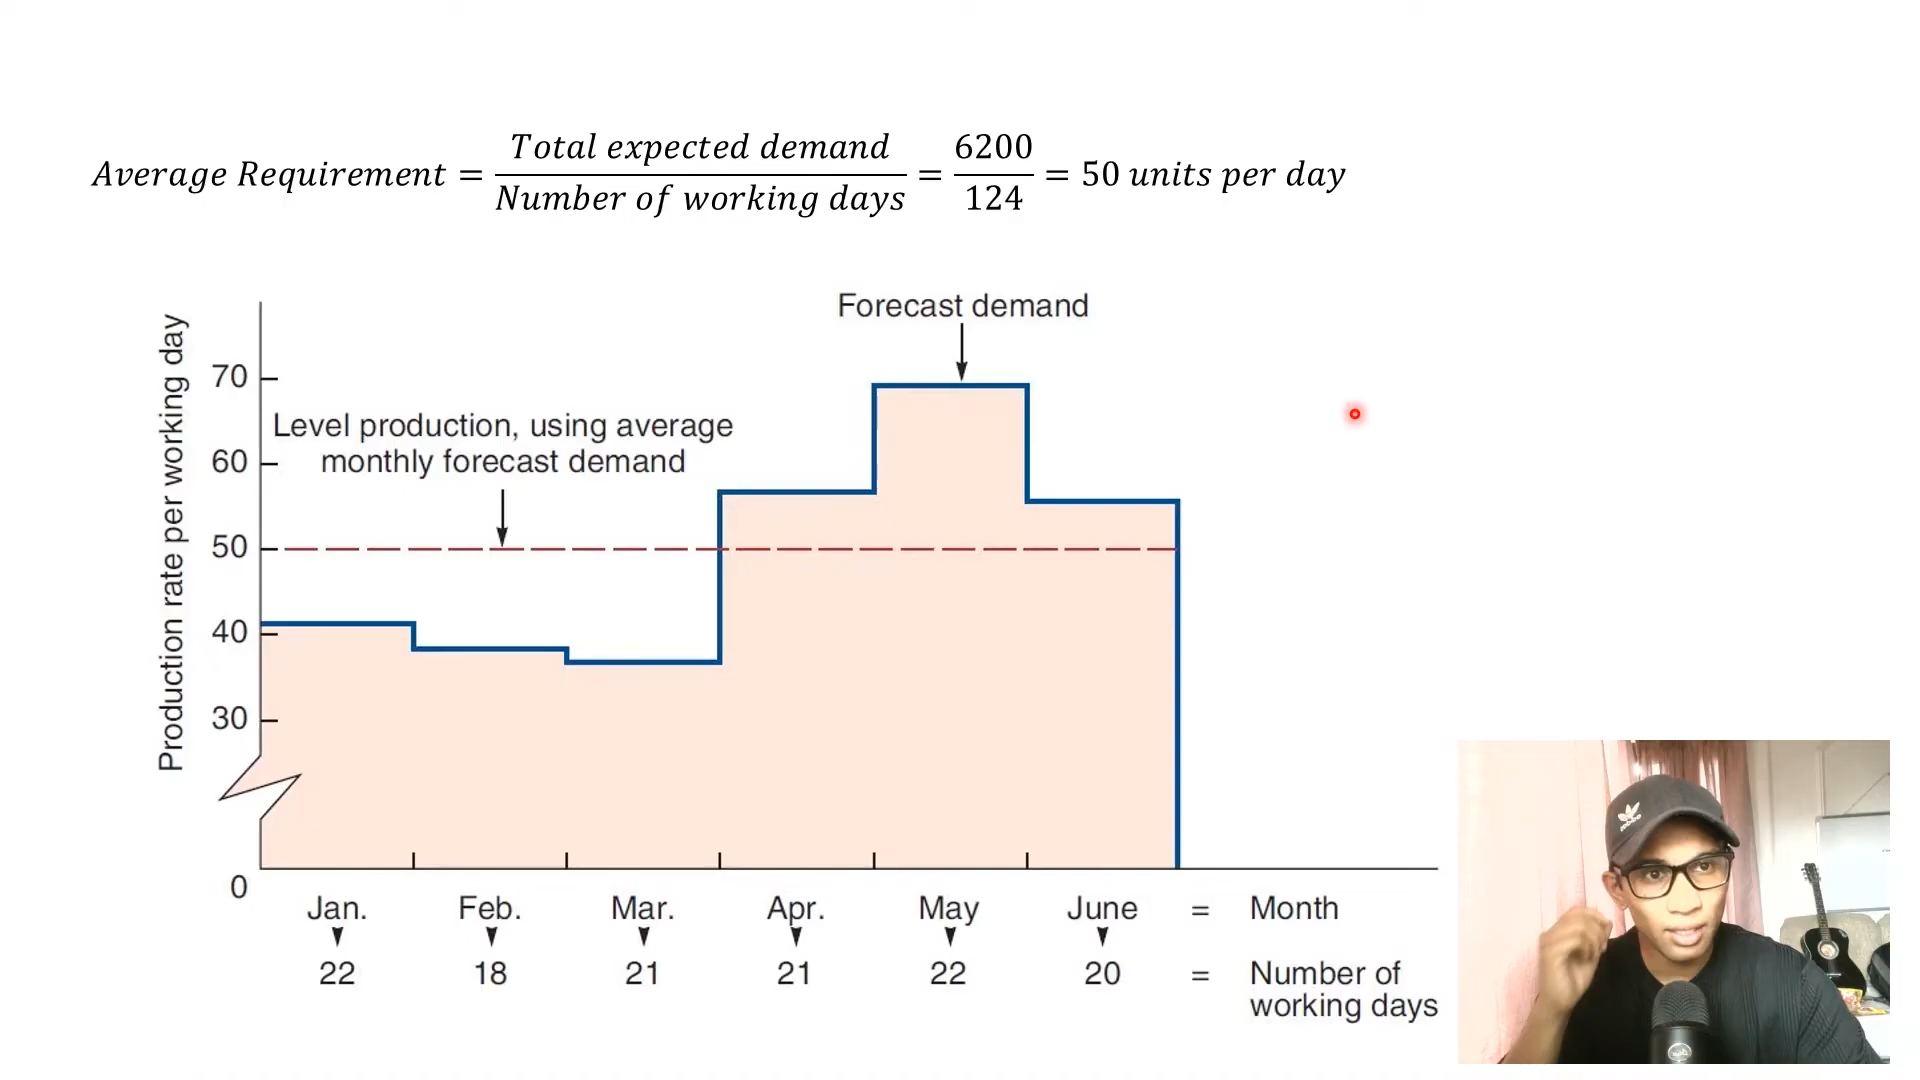 Average Requirement = Total expected demand / Number of working days = 6200 / 124 = 50 units per day
Forecast demand
Production rate per working day
70
Level production, using average
monthly forecast demand
60
50
40
30
0
Jan. Feb. Mar. Apr. May June = Month
22 18 21 21 22 20 = Number of
working days